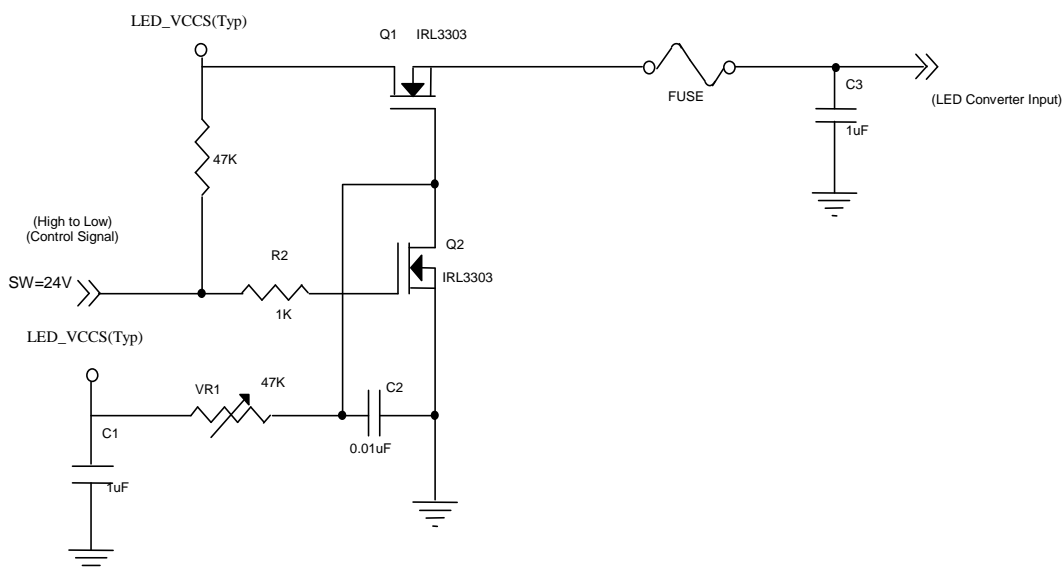 LED_VCCS(Typ)
Q1
IRL3303
FUSE
C3
(LED Converter Input)
1uF
47K
(High to Low)
(Control Signal)
Q2
R2
IRL3303
SW=24V
1K
LED_VCCS(Typ)
VR1
47K
C2
C1
0.01uF
1uF